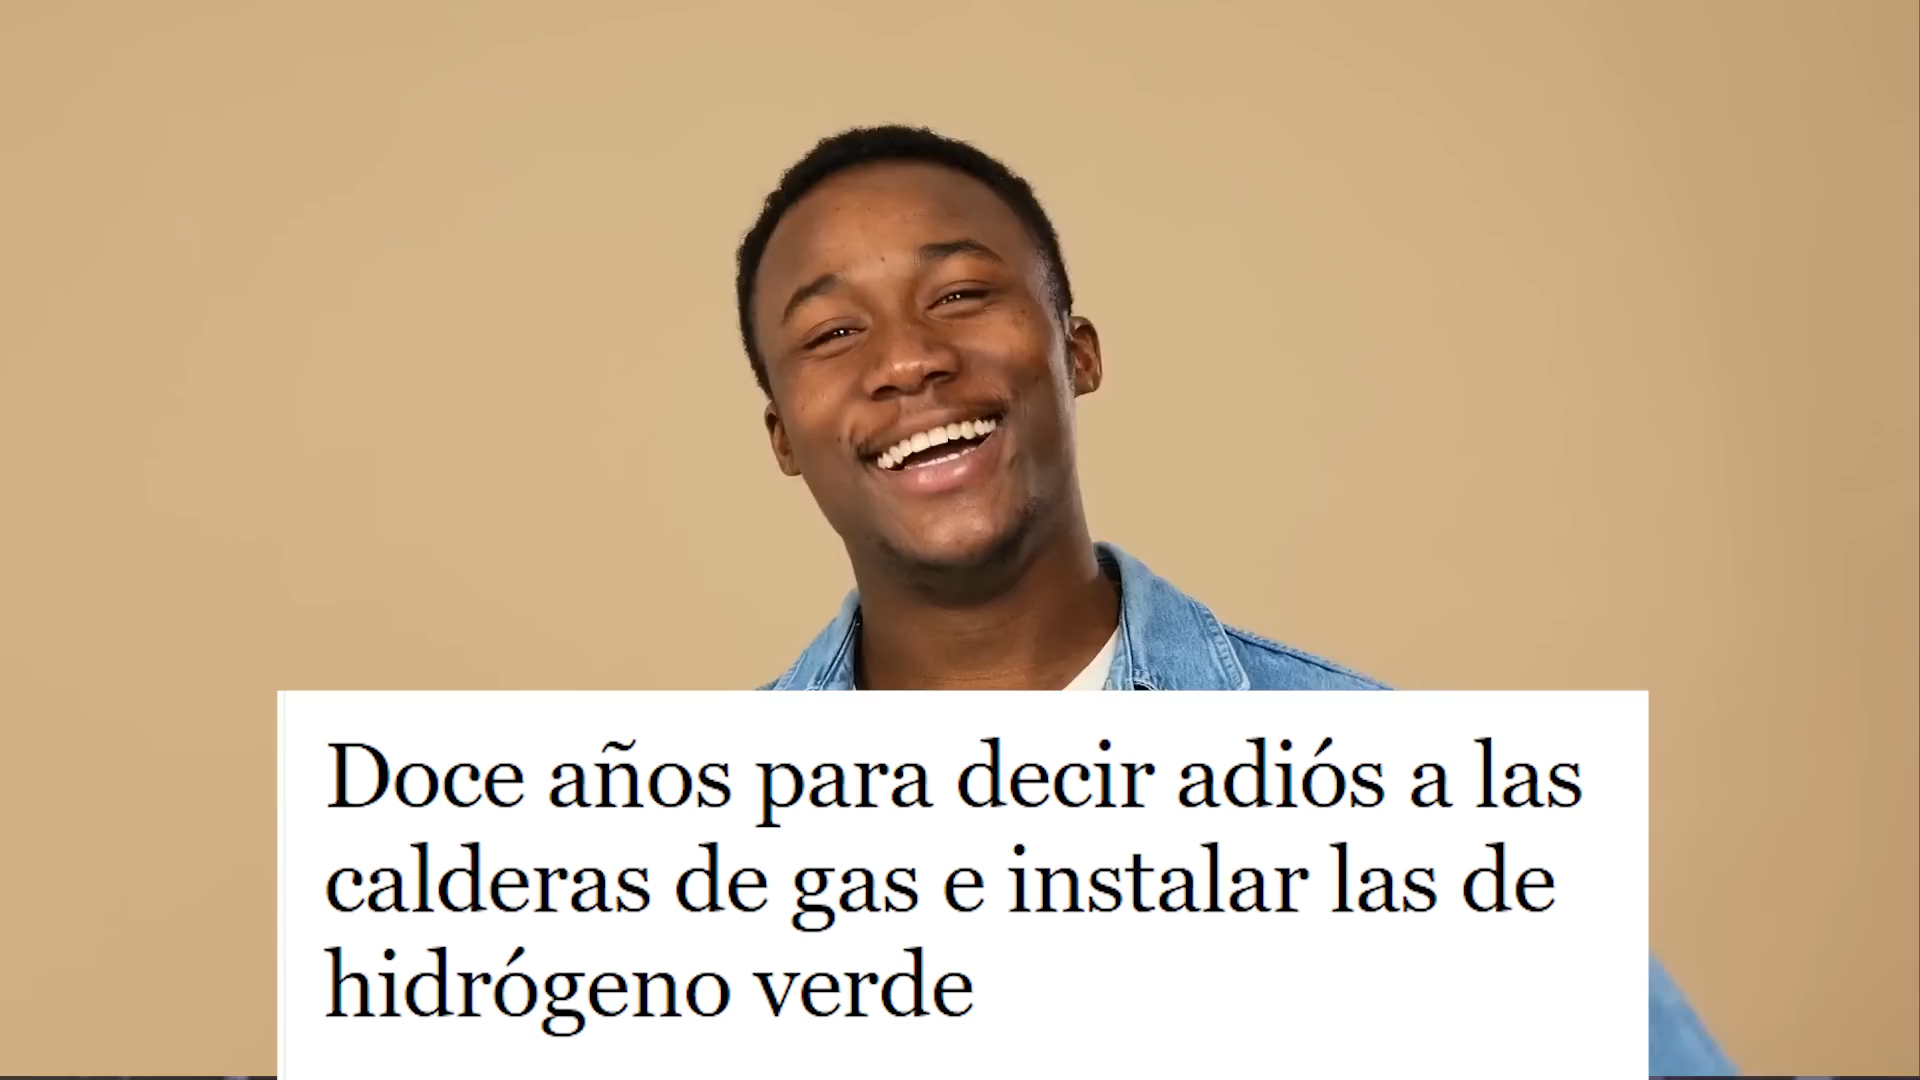 Doce años para decir adiós a las
calderas de gas e instalar las de
hidrógeno verde